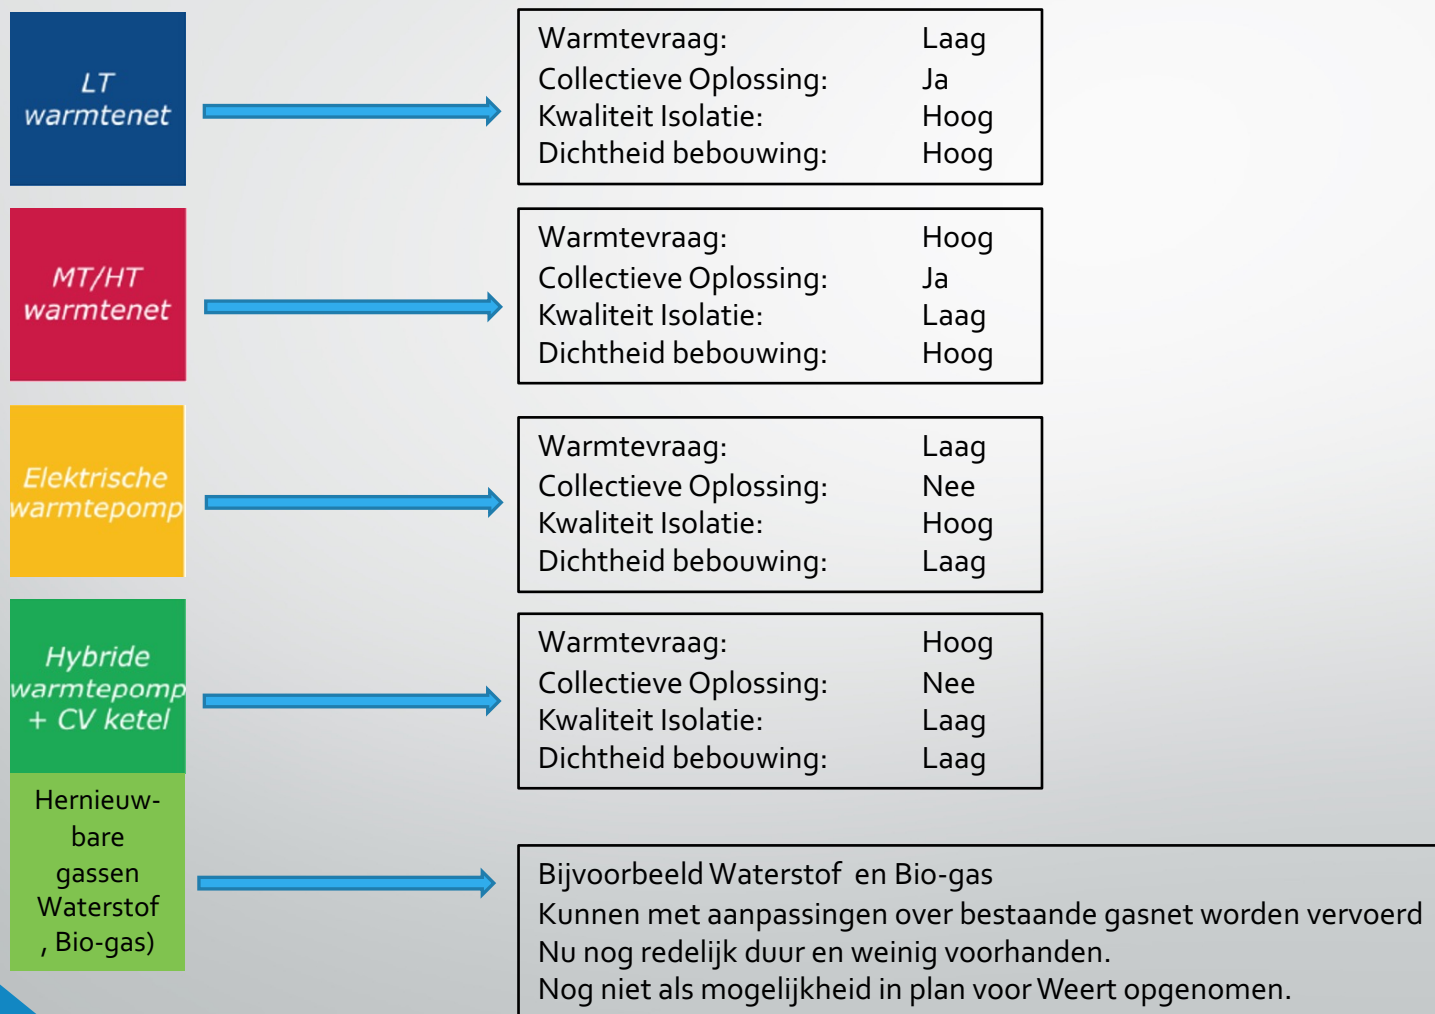 LT
warmtenet
Warmtevraag: Laag
Collectieve Oplossing: Ja
Kwaliteit Isolatie: Hoog
Dichtheid bebouwing: Hoog
MT/HT
warmtenet
Warmtevraag: Hoog
Collectieve Oplossing: Ja
Kwaliteit Isolatie: Laag
Dichtheid bebouwing: Hoog
Elektrische
warmtepomp
Warmtevraag: Laag
Collectieve Oplossing: Nee
Kwaliteit Isolatie: Hoog
Dichtheid bebouwing: Laag
Hybride
warmtepomp
+ CV ketel
Warmtevraag: Hoog
Collectieve Oplossing: Nee
Kwaliteit Isolatie: Laag
Dichtheid bebouwing: Laag
Hernieuw-
bare
gassen
Waterstof
, Bio-gas)
Bijvoorbeeld Waterstof en Bio-gas
Kunnen met aanpassingen over bestaande gasnet worden vervoerd
Nu nog redelijk duur en weinig voorhanden.
Nog niet als mogelijkheid in plan voor Weert opgenomen.